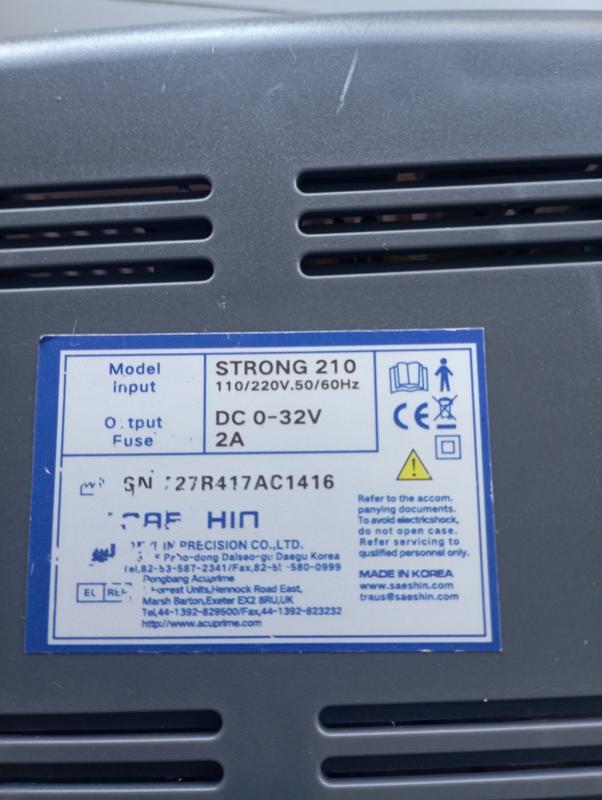 Model STRONG 210
input 110/220V.50/60Hz
DC 0-32V
Fuse 2A
SN 27R417AC1416
PRECISION CO.,LTD.
Daegu Korea
Pongbang Acuprime
Units,Hennock Road East,
Marsh Barton,Exeter EX2 8RU,UK
Tel,44-1392-829500/Fax,44-1392-823232
http://www.acuprime.com
CE
Refer to the accom.
panying documents.
To avoid electricshock,
do not open case.
Refer servicing to
qualified personnel only.
MADE IN KOREA
www.saeshin.com
traus@saeshin.com